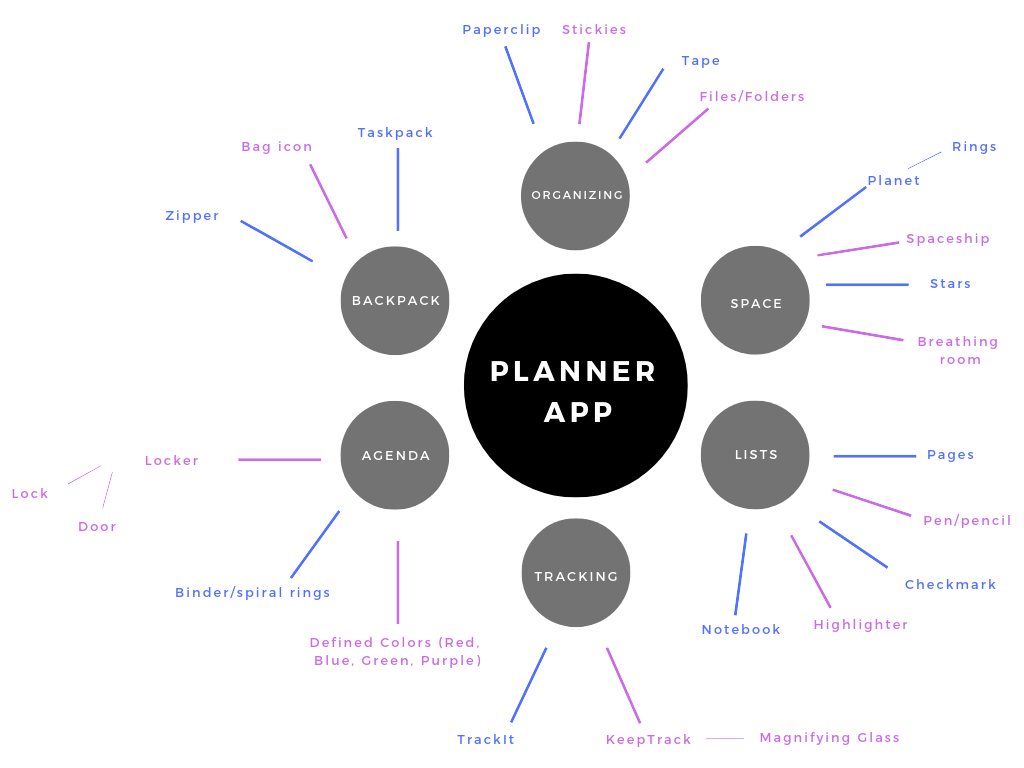 Paperclip
Stickies
Tape
Files/Folders
Taskpack
Bag icon
Zipper
Rings
Planet
Spaceship
Stars
Breathing
room
ORGANIZING
BACKPACK
SPACE
PLANNER
APP
AGENDA
LISTS
TRACKING
Locker
Lock
Door
Binder/spiral rings
Defined Colors (Red,
Blue, Green, Purple)
Pages
Pen/pencil
Checkmark
Highlighter
Notebook
TrackIt
KeepTrack
Magnifying Glass